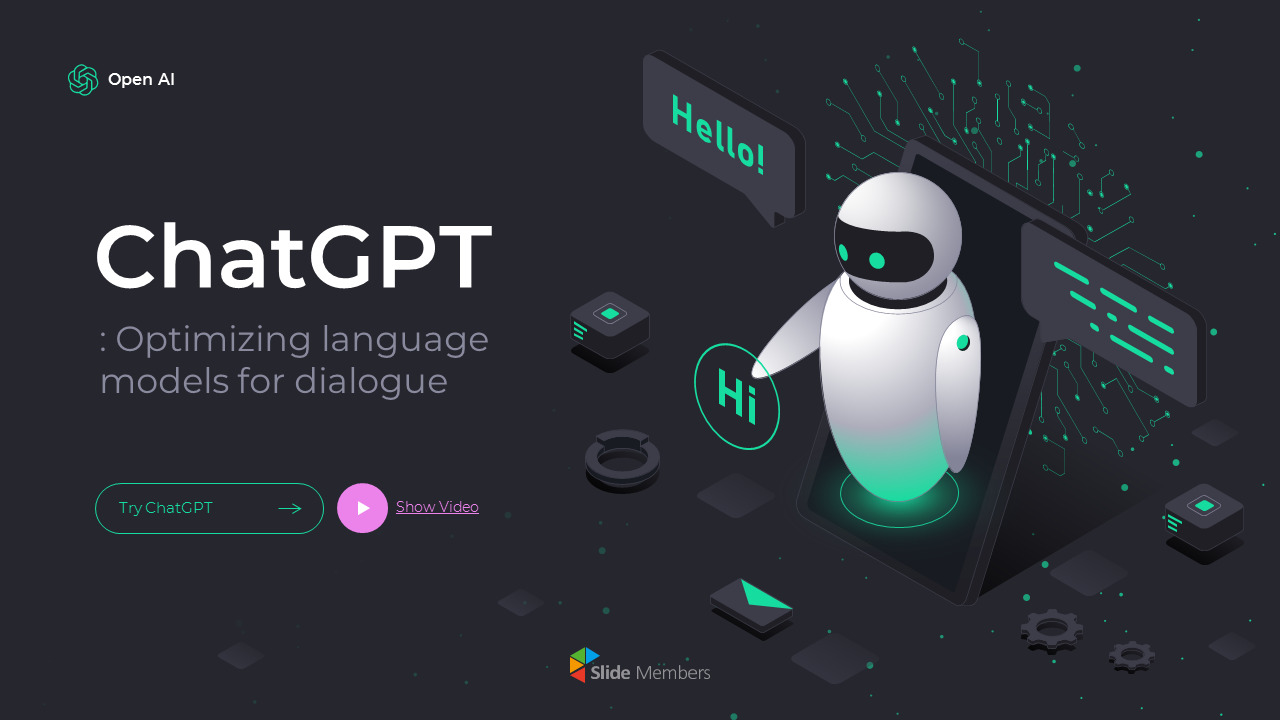 Open AI
Hello!
ChatGPT
: Optimizing language
models for dialogue
Hi
Try ChatGPT
Show Video
Slide Members